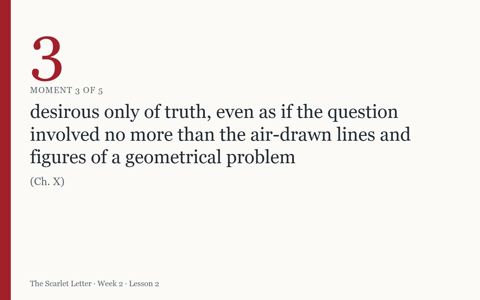 3
MOMENT 3 OF 5
desirous only of truth, even as if the question
involved no more than the air-drawn lines and
figures of a geometrical problem
(Ch. X)
The Scarlet Letter · Week 2 · Lesson 2